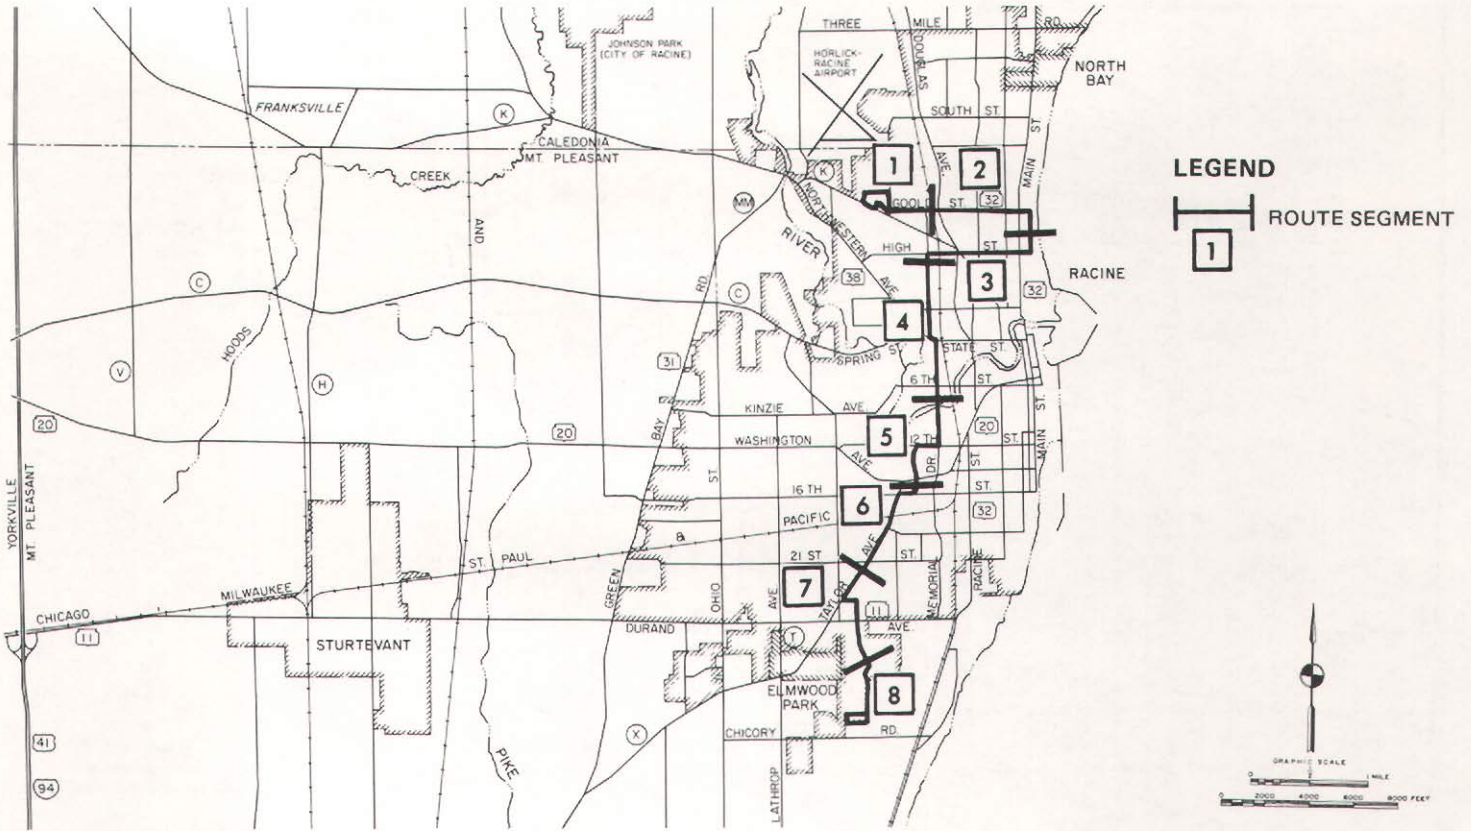 THREE MILE RD.
JOHNSON PARK
(CITY OF RACINE)
HORLICK-
RACINE
AIRPORT
DOUGLAS
AVE.
NORTH
BAY
FRANKSVILLE
K
SOUTH ST.
MAIN ST.
CALEDONIA
MT. PLEASANT
CREEK
1
2
K
LEGEND
ROUTE SEGMENT
1
MM
NORTHWESTERN
AVE.
GOOLD ST.
32
AND
RIVER
HIGH ST.
38
3
RACINE
32
C
RD.
C
4
HOODS
SPRING ST.
STATE ST.
V
H
31
6 TH ST.
KINZIE AVE.
MAIN ST.
20
20
BAY
WASHINGTON
AVE.
5
12 TH ST.
20
DR.
ST.
YORKVILLE
MT. PLEASANT
ST.
16 TH ST.
6
32
PACIFIC
&
ST. PAUL
21 ST ST.
AVE.
MILWAUKEE
CHICAGO
11
GREEN
OHIO
AVE.
7
TAYLOR
11
MEMORIAL
RACINE
DURAND AVE.
T
STURTEVANT
ELMWOOD
PARK
8
X
CHICORY RD.
41
94
PIKE
LATHROP
GRAPHIC SCALE
0 1 MILE
0 2000 4000 6000 8000 FEET